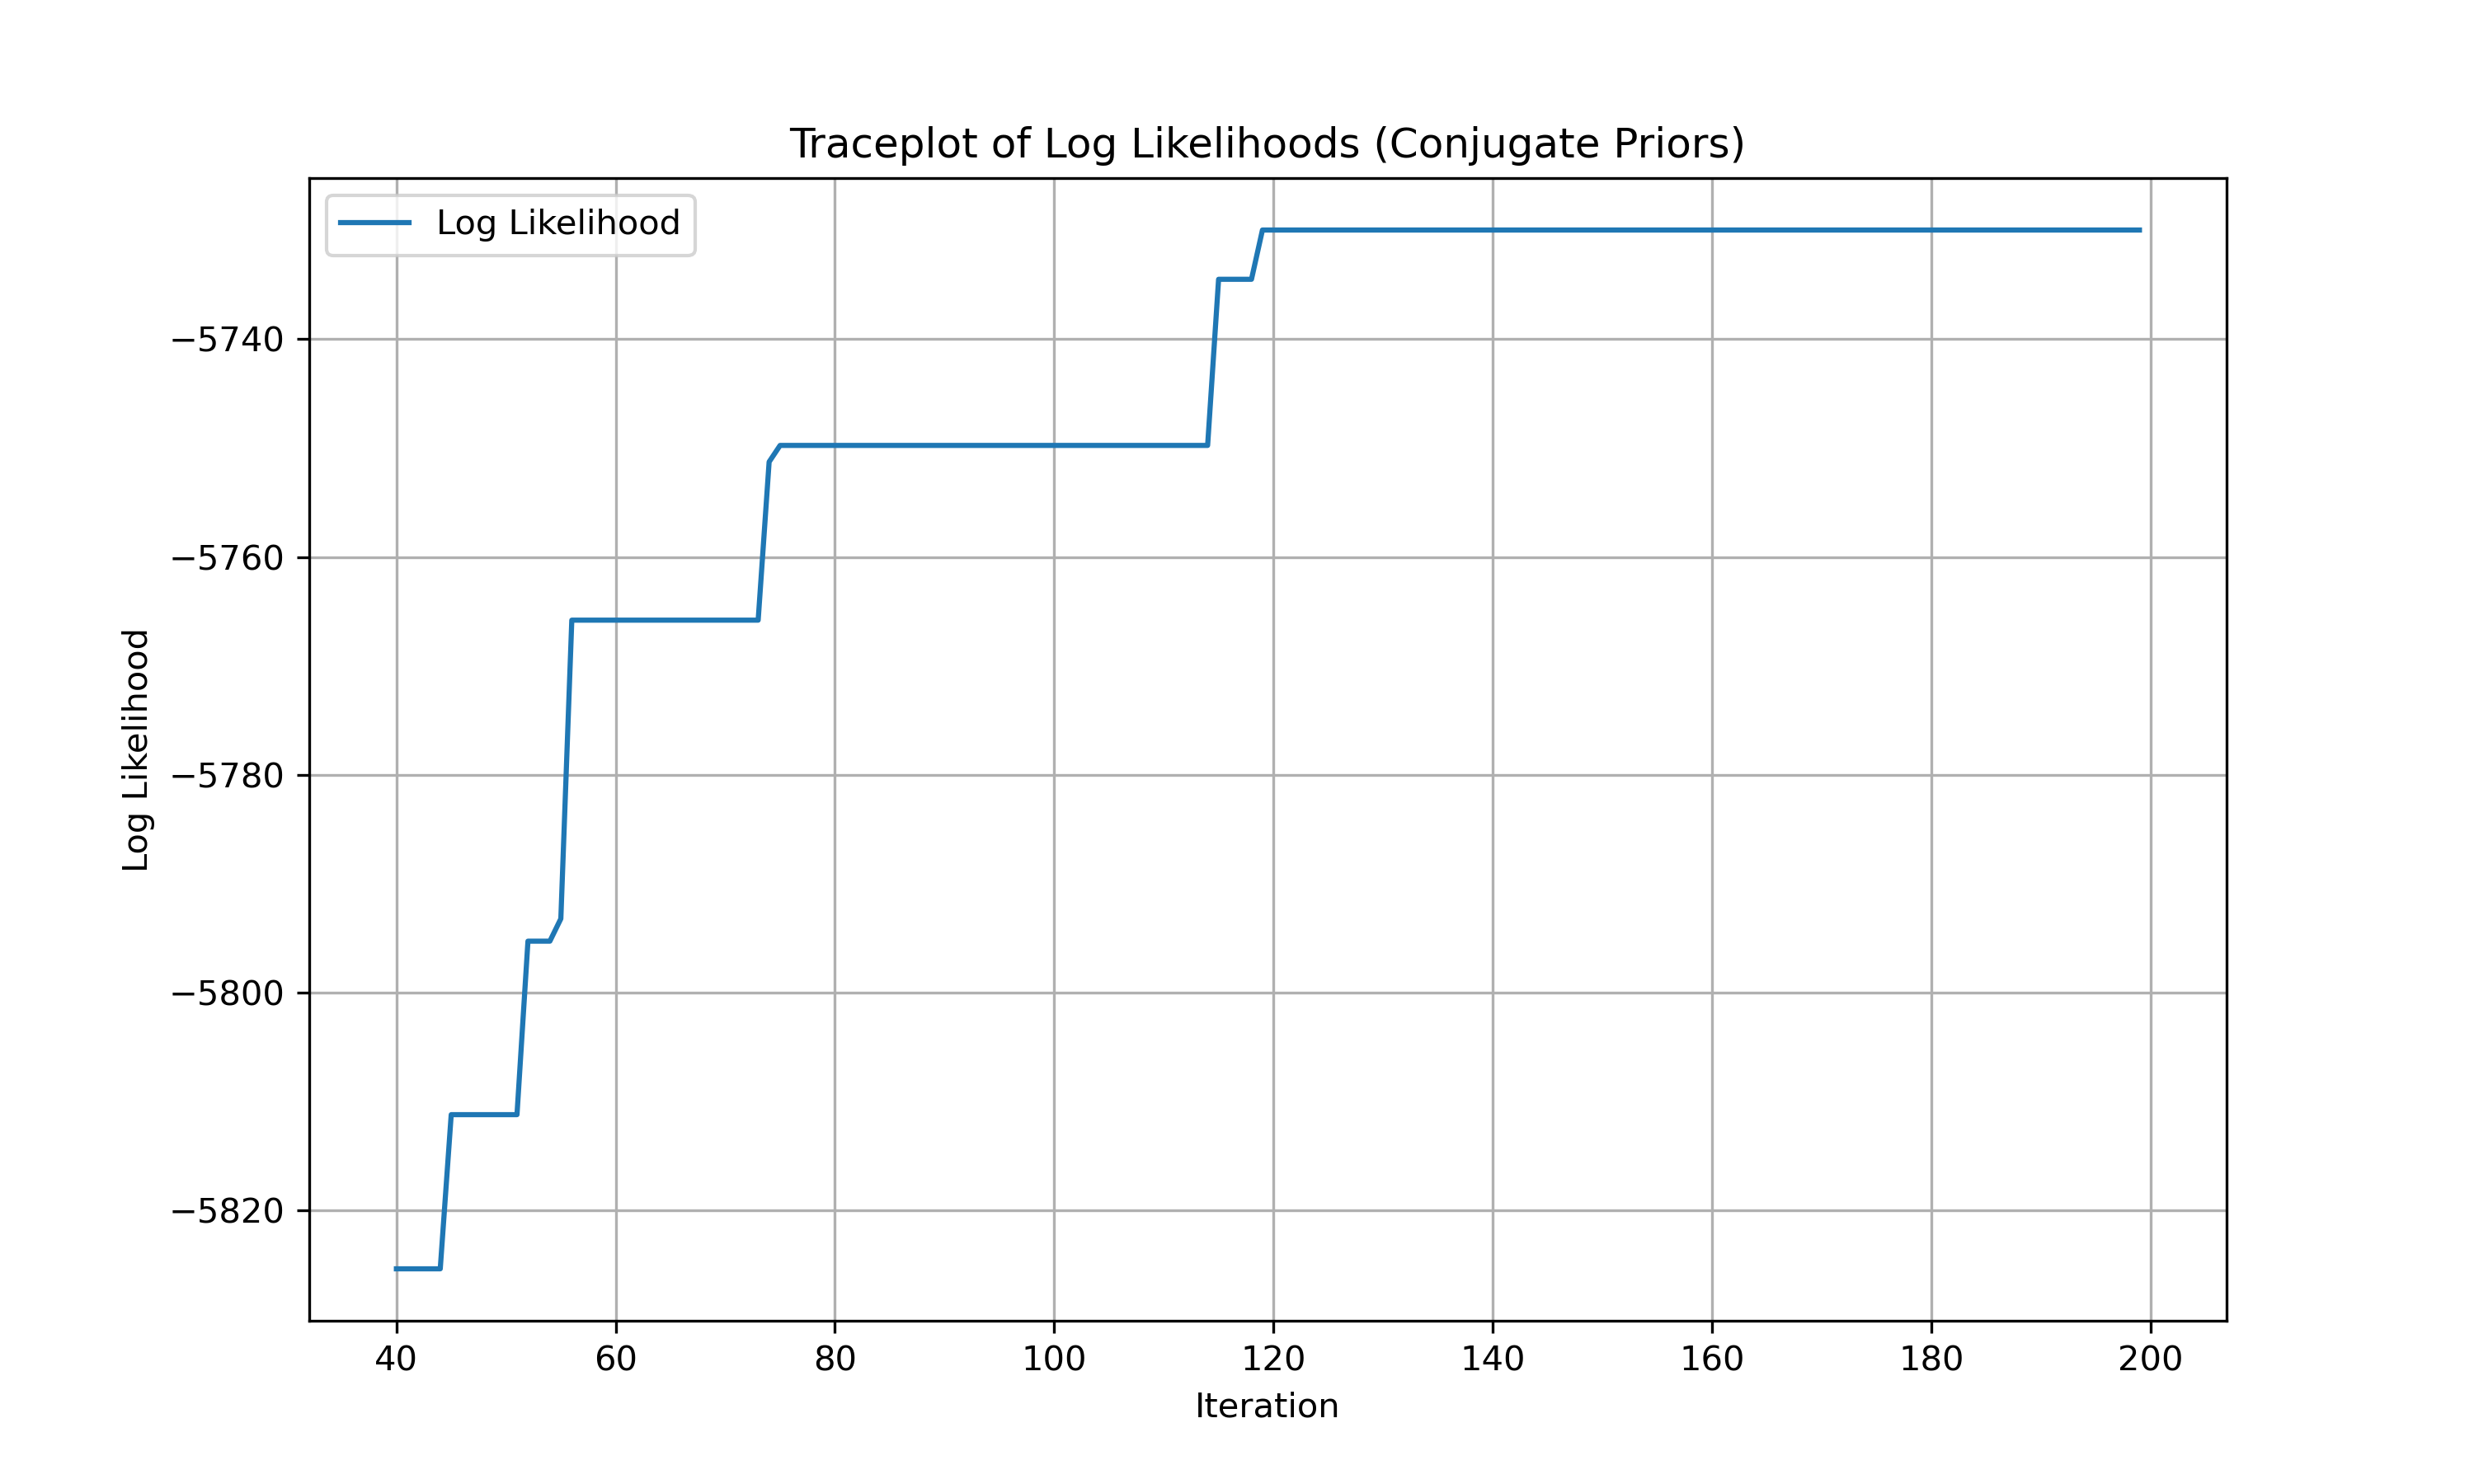 Traceplot of Log Likelihoods (Conjugate Priors)
Log Likelihood
−5740
−5760
−5780
−5800
−5820
Log Likelihood
40 60 80 100 120 140 160 180 200
Iteration